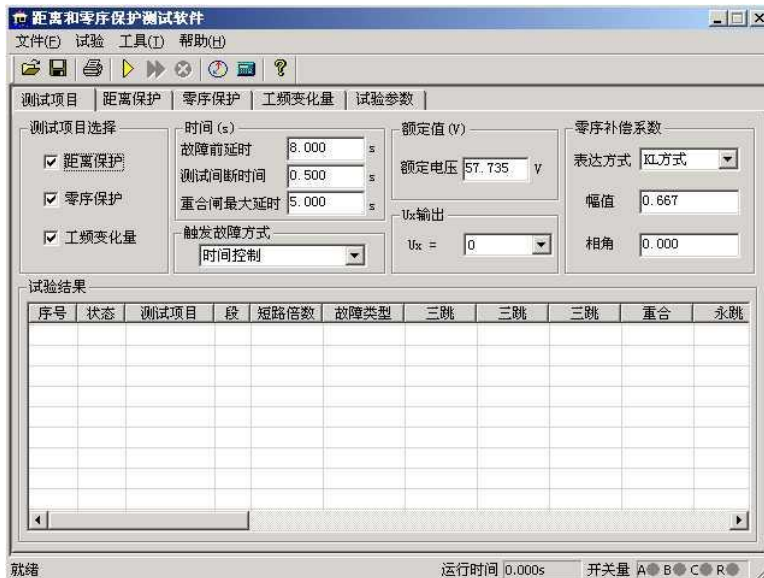 距离和零序保护测试软件
文件(F) 试验 工具(T) 帮助(H)
测试项目 距离保护 零序保护 工频变化量 试验参数
测试项目选择
距离保护
零序保护
工频变化量
时间(s)
故障前延时 8.000 s
测试间断时间 0.500 s
重合闸最大延时 5.000 s
触发故障方式
时间控制
额定值(V)
额定电压 57.735 V
Ux输出
Ux = 0
零序补偿系数
表达方式 KL方式
幅值 0.667
相角 0.000
试验结果
序号 状态 测试项目 段 短路倍数 故障类型 三跳 三跳 三跳 重合 永跳
就绪 运行时间 0.000s 开关量 A B C R